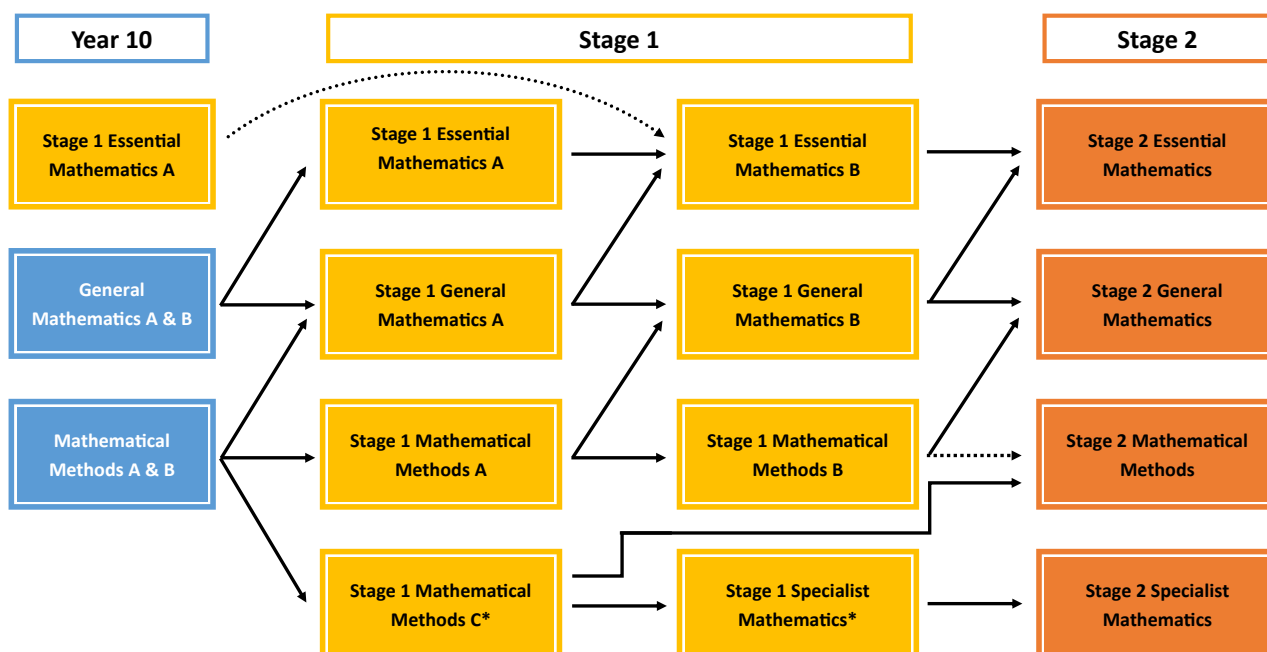 Year 10
Stage 1
Stage 2
Stage 1 Essential
Mathematics A
Stage 1 Essential
Mathematics A
Stage 1 Essential
Mathematics B
Stage 2 Essential
Mathematics
General
Mathematics A & B
Stage 1 General
Mathematics A
Stage 1 General
Mathematics B
Stage 2 General
Mathematics
Mathematical
Methods A & B
Stage 1 Mathematical
Methods A
Stage 1 Mathematical
Methods B
Stage 2 Mathematical
Methods
Stage 1 Mathematical
Methods C*
Stage 1 Specialist
Mathematics*
Stage 2 Specialist
Mathematics